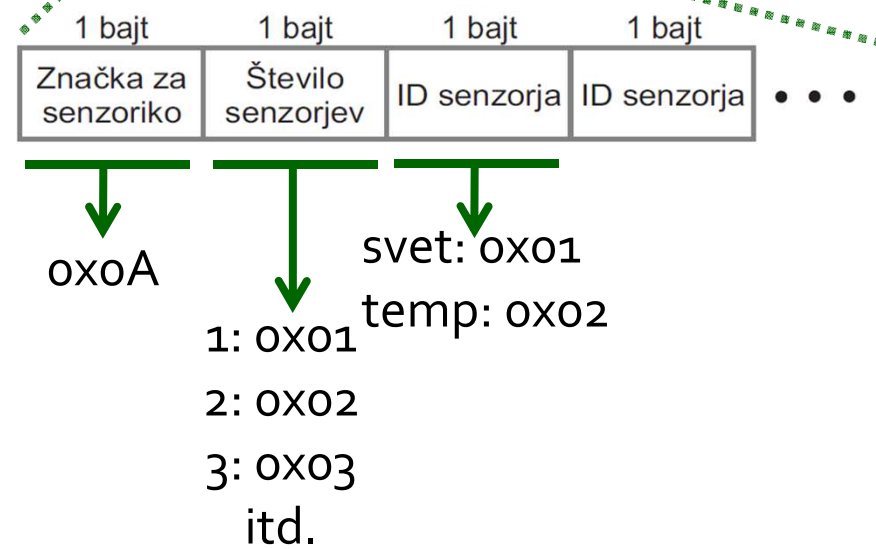 1 bajt 1 bajt 1 bajt 1 bajt
Značka za senzoriko
Število senzorjev
ID senzorja
ID senzorja
• • •
0x0A
1: 0x01
2: 0x02
3: 0x03
itd.
svet: 0x01
temp: 0x02